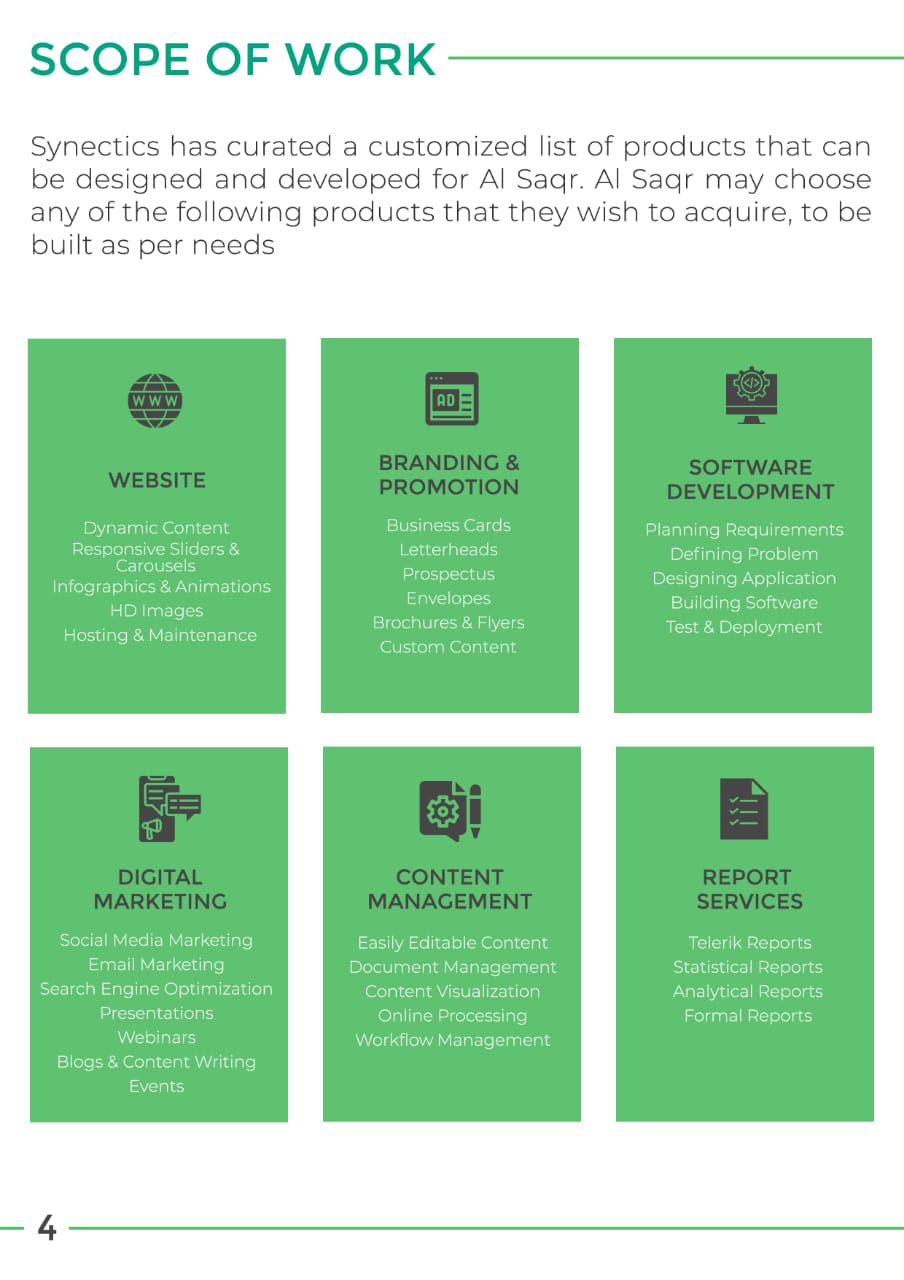 SCOPE OF WORK
Synectics has curated a customized list of products that can
be designed and developed for Al Saqr. Al Saqr may choose
any of the following products that they wish to acquire, to be
built as per needs
WWW
WEBSITE
Dynamic Content
Responsive Sliders &
Carousels
Infographics & Animations
HD Images
Hosting & Maintenance
AD
BRANDING &
PROMOTION
Business Cards
Letterheads
Prospectus
Envelopes
Brochures & Flyers
Custom Content
</>
SOFTWARE
DEVELOPMENT
Planning Requirements
Defining Problem
Designing Application
Building Software
Test & Deployment
DIGITAL
MARKETING
Social Media Marketing
Email Marketing
Search Engine Optimization
Presentations
Webinars
Blogs & Content Writing
Events
CONTENT
MANAGEMENT
Easily Editable Content
Document Management
Content Visualization
Online Processing
Workflow Management
REPORT
SERVICES
Telerik Reports
Statistical Reports
Analytical Reports
Formal Reports
4